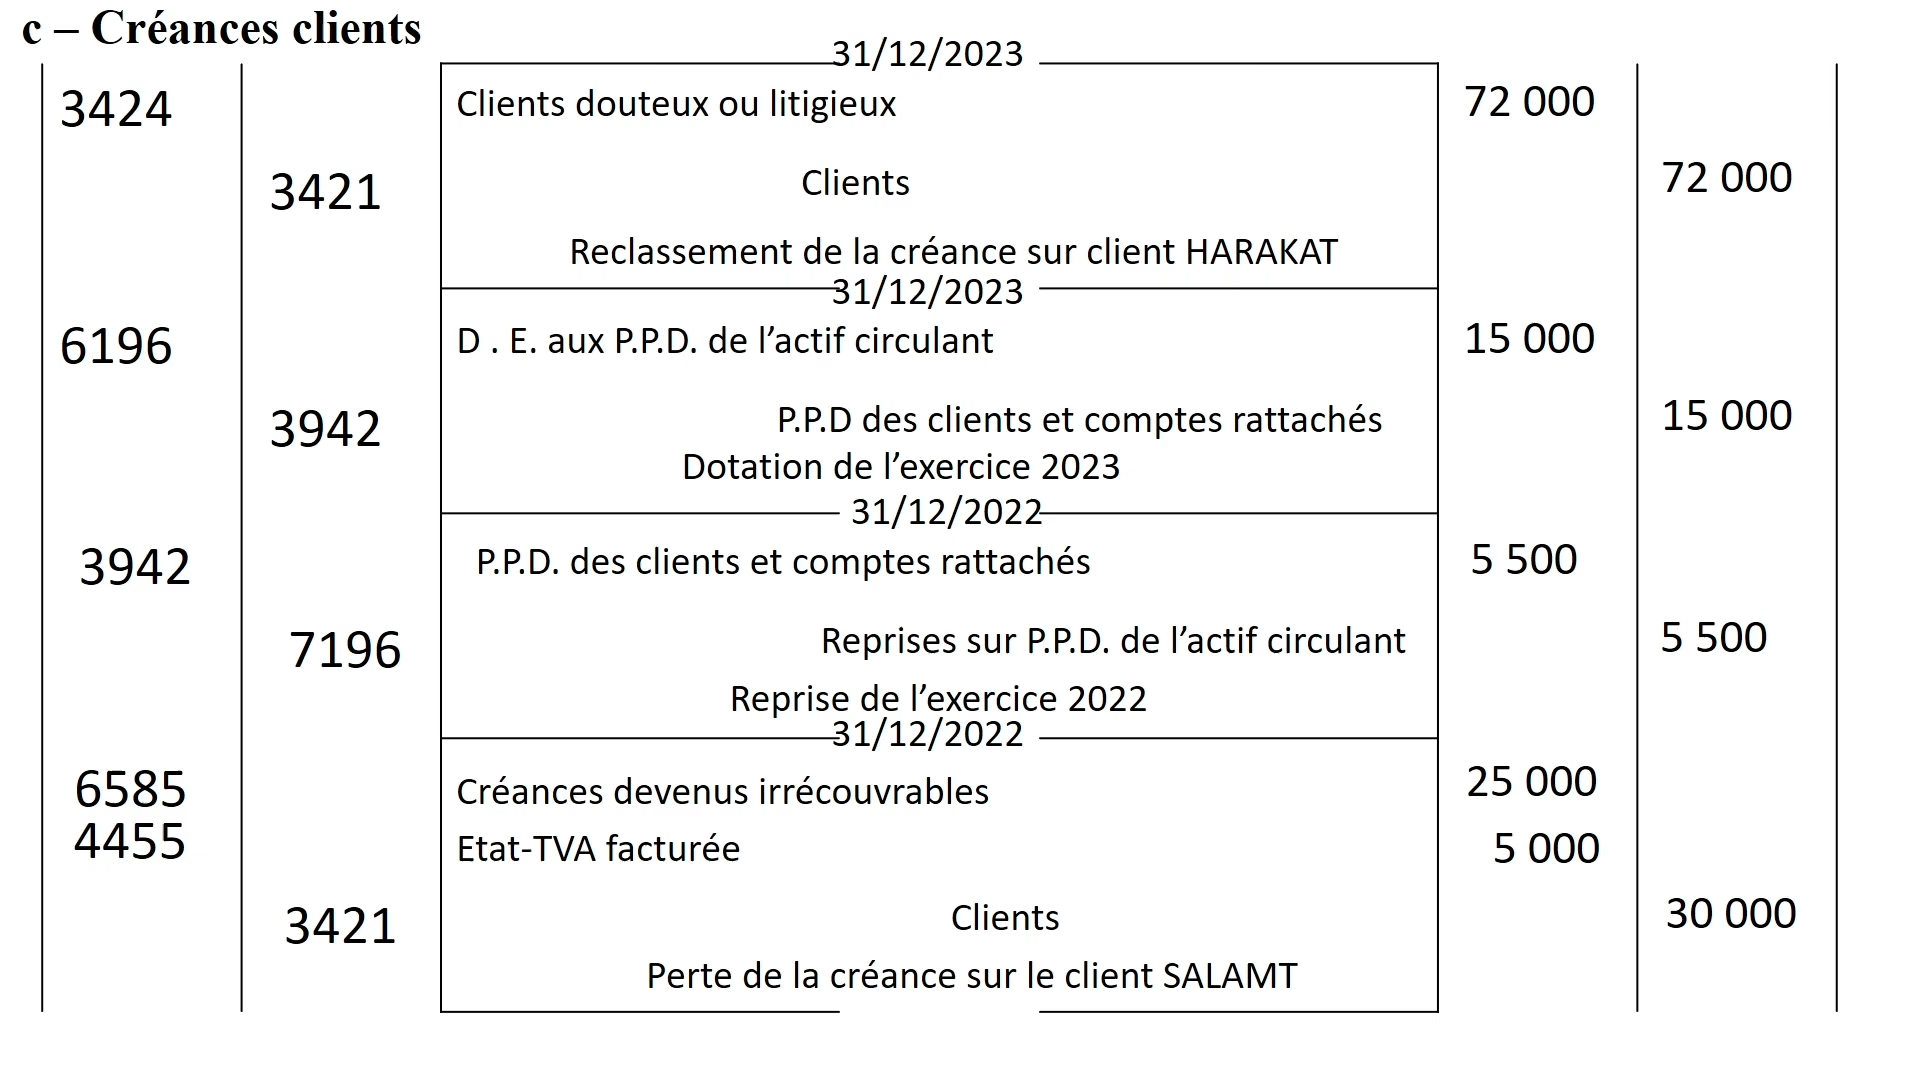 c – Créances clients
31/12/2023
3424 Clients douteux ou litigieux 72 000
3421 Clients 72 000
Reclassement de la créance sur client HARAKAT
31/12/2023
6196 D . E. aux P.P.D. de l’actif circulant 15 000
3942 P.P.D des clients et comptes rattachés 15 000
Dotation de l’exercice 2023
31/12/2022
3942 P.P.D. des clients et comptes rattachés 5 500
7196 Reprises sur P.P.D. de l’actif circulant 5 500
Reprise de l’exercice 2022
31/12/2022
6585 Créances devenus irrécouvrables 25 000
4455 Etat-TVA facturée 5 000
3421 Clients 30 000
Perte de la créance sur le client SALAMT